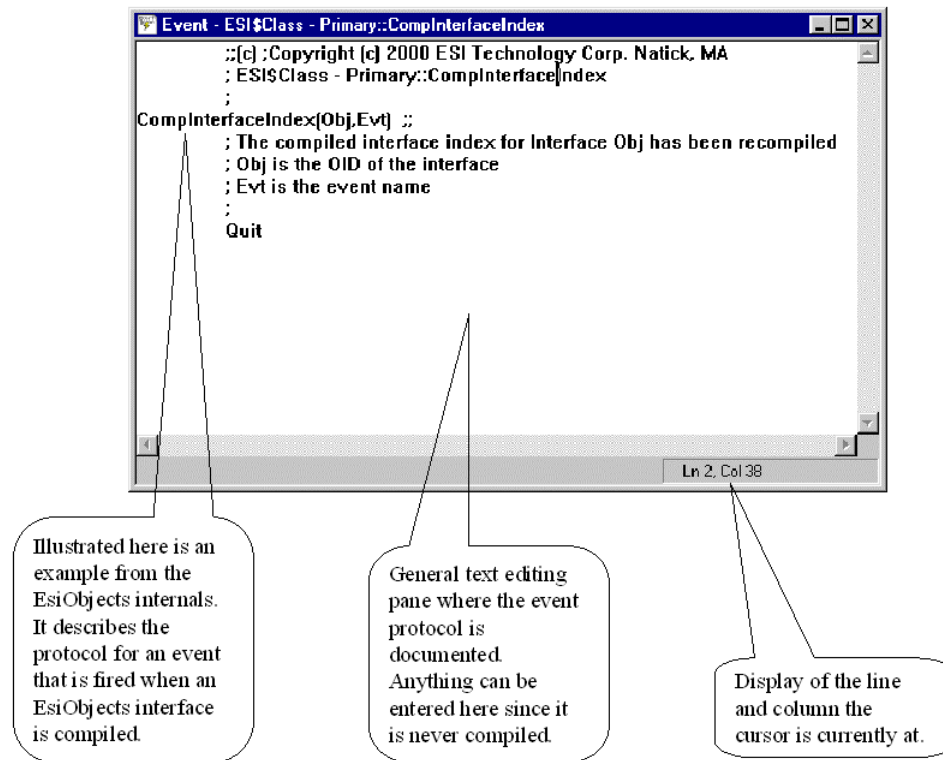 Event - ESI$Class - Primary::CompInterfaceIndex
;;(c) ;Copyright (c) 2000 ESI Technology Corp. Natick, MA
; ESI$Class - Primary::CompInterfaceIndex
;
CompInterfaceIndex(Obj,Evt) ;;
; The compiled interface index for Interface Obj has been recompiled
; Obj is the OID of the interface
; Evt is the event name
;
Quit
Ln 2, Col 38
Illustrated here is an
example from the
EsiObjects internals.
It describes the
protocol for an event
that is fired when an
EsiObjects interface
is compiled.
General text editing
pane where the event
protocol is
documented.
Anything can be
entered here since it
is never compiled.
Display of the line
and column the
cursor is currently at.